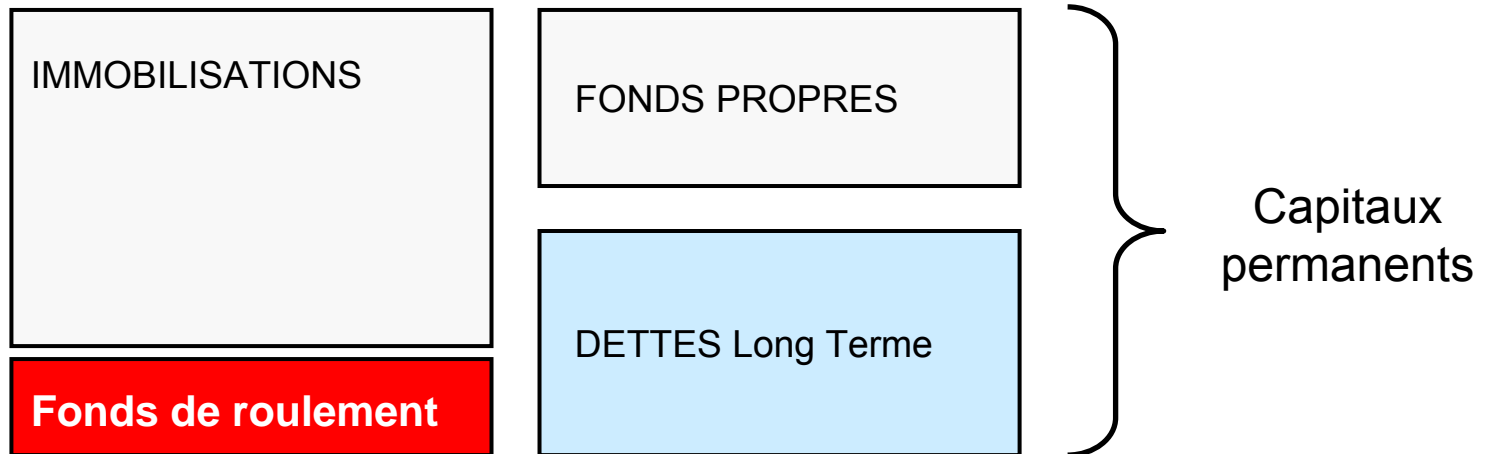 IMMOBILISATIONS
Fonds de roulement
FONDS PROPRES
DETTES Long Terme
Capitaux
permanents